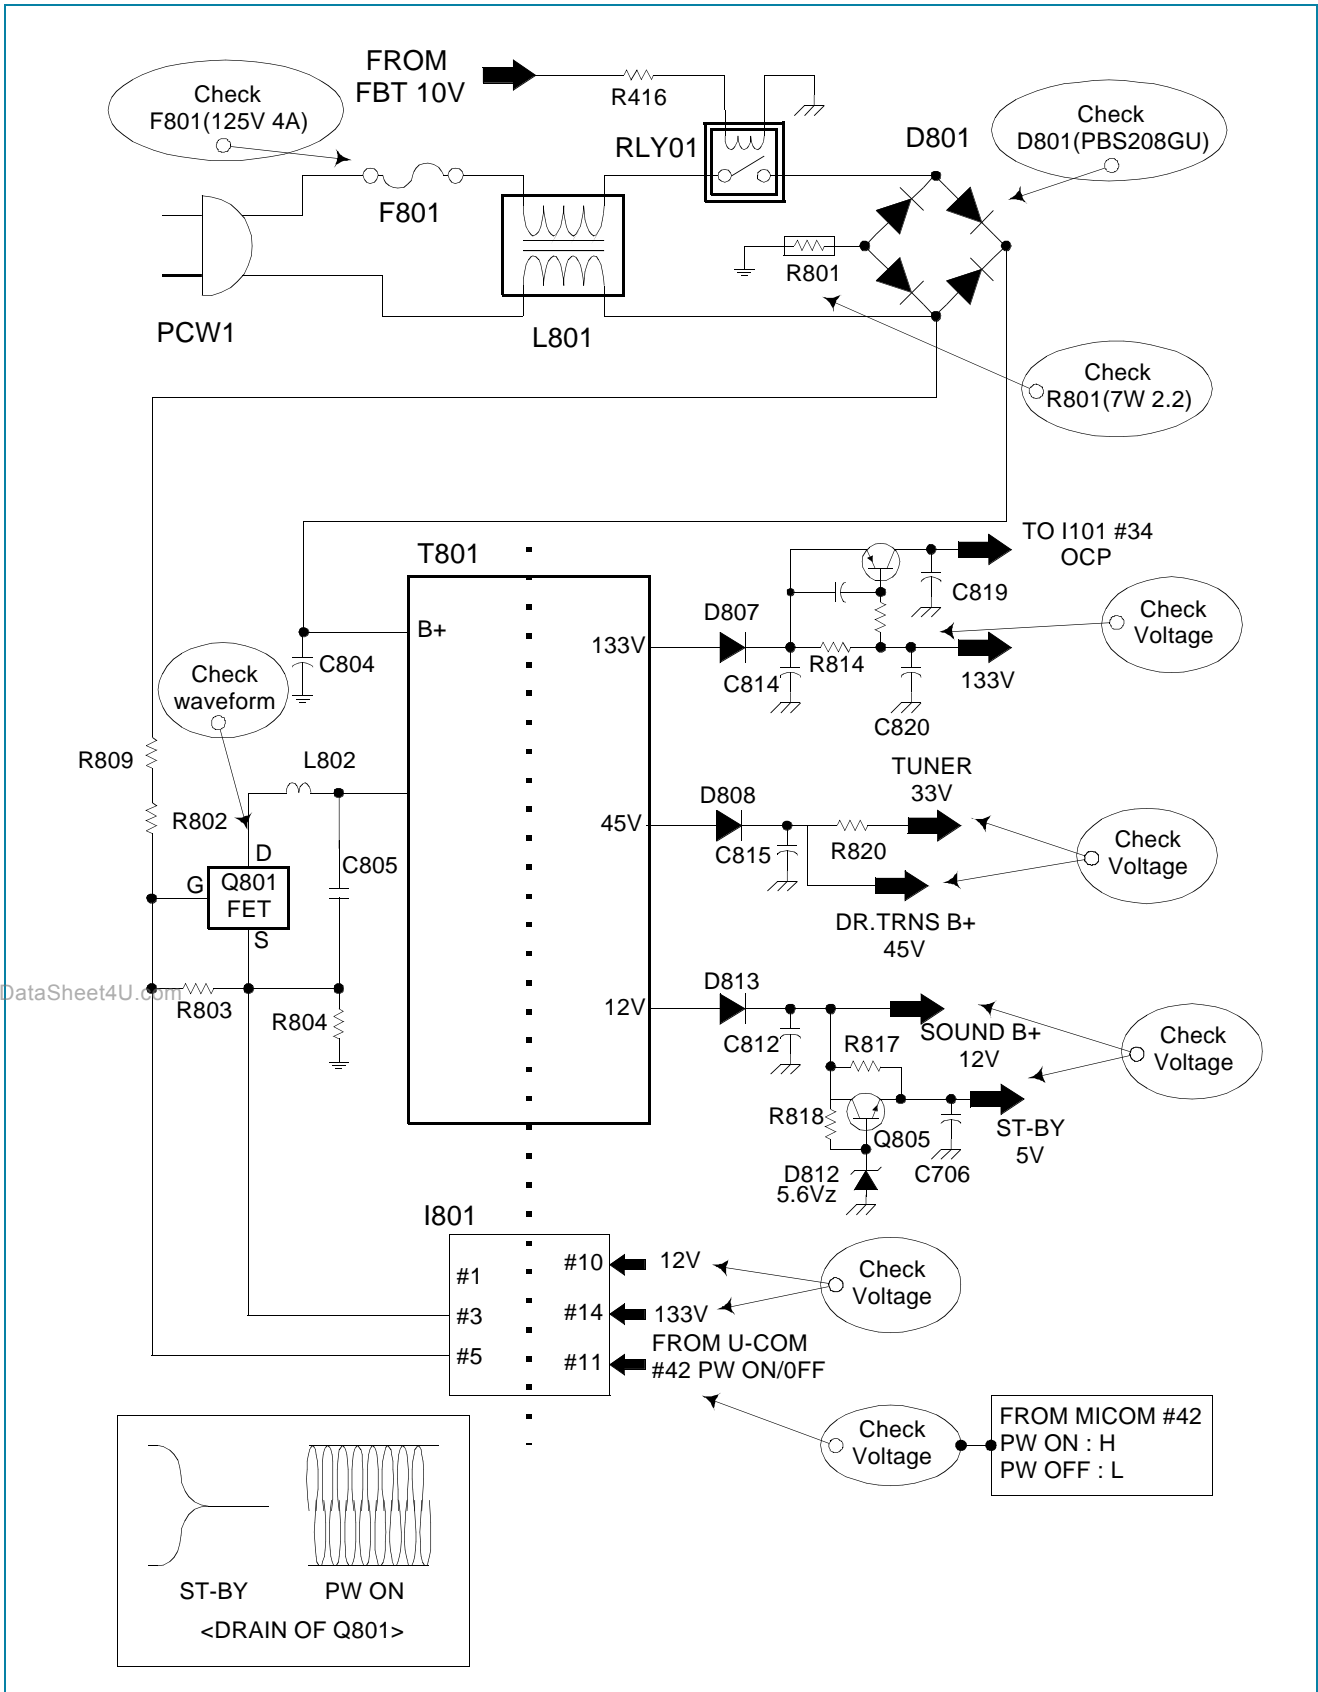 FROM
FBT 10V
R416
Check
F801(125V 4A)
RLY01
D801
Check
D801(PBS208GU)
F801
R801
PCW1
L801
Check
R801(7W 2.2)
T801
TO I101 #34
OCP
C819
D807
Check
Voltage
B+
133V
C804
R814
C814
133V
C820
Check
waveform
R809
L802
TUNER
33V
D808
R802
45V
C815
R820
Check
Voltage
D
C805
G
Q801
FET
S
DR.TRNS B+
45V
D813
DataSheet4U.com
R803
R804
12V
C812
R817
SOUND B+
12V
Check
Voltage
R818
Q805
ST-BY
5V
D812
5.6Vz
C706
I801
#10
12V
Check
Voltage
#1
#3
#14
133V
#5
#11
FROM U-COM
#42 PW ON/0FF
Check
Voltage
FROM MICOM #42
PW ON : H
PW OFF : L
ST-BY
PW ON
<DRAIN OF Q801>